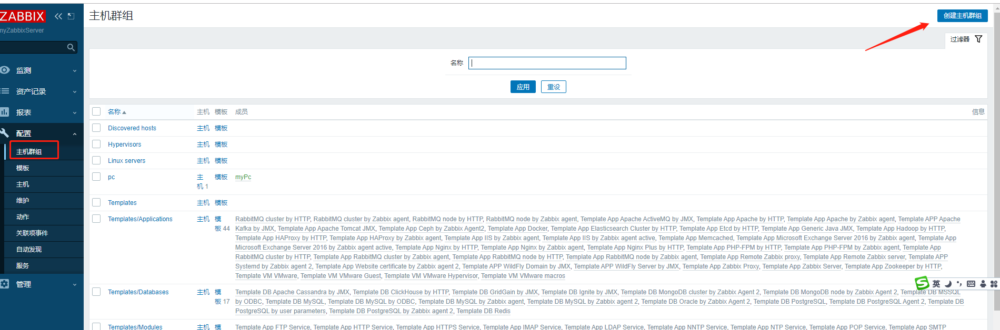 ZABBIX
myZabbixServer
监测
资产记录
报表
配置
主机群组
模板
主机
维护
动作
关联项事件
自动发现
服务
管理
主机群组
创建主机群组
过滤器
名称
应用 重设
名称 主机 模板 成员 信息
Discovered hosts 主机 模板
Hypervisors 主机 模板
Linux servers 主机 模板
pc 主 模板 myPc
机 1
Templates 主机 模板
Templates/Applications 主机 模 RabbitMQ cluster by HTTP, RabbitMQ cluster by Zabbix agent, RabbitMQ node by HTTP, RabbitMQ node by Zabbix agent, Template App Apache ActiveMQ by JMX, Template App Apache by HTTP, Template App Apache by Zabbix agent, Template APP Apache
板 44 Kafka by JMX, Template App Apache Tomcat JMX, Template App Ceph by Zabbix Agent2, Template App Docker, Template App Elasticsearch Cluster by HTTP, Template App Etcd by HTTP, Template App Generic Java JMX, Template App Hadoop by HTTP,
Template App HAProxy by HTTP, Template App HAProxy by Zabbix agent, Template App IIS by Zabbix agent, Template App IIS by Zabbix agent active, Template App Memcached, Template App Microsoft Exchange Server 2016 by Zabbix agent, Template App
Microsoft Exchange Server 2016 by Zabbix agent active, Template App Nginx by HTTP, Template App Nginx by Zabbix agent, Template App Nginx Plus by HTTP, Template App PHP-FPM by HTTP, Template App PHP-FPM by Zabbix agent, Template App
RabbitMQ cluster by HTTP, Template App RabbitMQ cluster by Zabbix agent, Template App RabbitMQ node by HTTP, Template App RabbitMQ node by Zabbix agent, Template App Remote Zabbix proxy, Template App Remote Zabbix server, Template APP
Systemd by Zabbix agent 2, Template App Website certificate by Zabbix agent 2, Template APP WildFly Domain by JMX, Template APP WildFly Server by JMX, Template App Zabbix Proxy, Template App Zabbix Server, Template App Zookeeper by HTTP,
Template VM VMware, Template VM VMware Guest, Template VM VMware Hypervisor, Template VM VMware macros
英
Templates/Databases 主机 模 Template DB Apache Cassandra by JMX, Template DB ClickHouse by HTTP, Template DB GridGain by JMX, Template DB Ignite by JMX, Template DB MongoDB cluster by Zabbix Agent 2, Template DB MongoDB node by Zabbix Agent 2, Template DB MSSQL
板 17 by ODBC, Template DB MySQL, Template DB MySQL by ODBC, Template DB MySQL by Zabbix agent, Template DB MySQL by Zabbix agent 2, Template DB Oracle by Zabbix Agent 2, Template DB PostgreSQL, Template DB PostgreSQL Agent 2, Template DB
PostgreSQL by user parameters, Template DB PostgreSQL by Zabbix agent 2, Template DB Redis
Templates/Modules 主机 模 Template App FTP Service, Template App HTTP Service, Template App HTTPS Service, Template App IMAP Service, Template App LDAP Service, Template App NNTP Service, Template App NTP Service, Template App POP Service, Template App SMTP